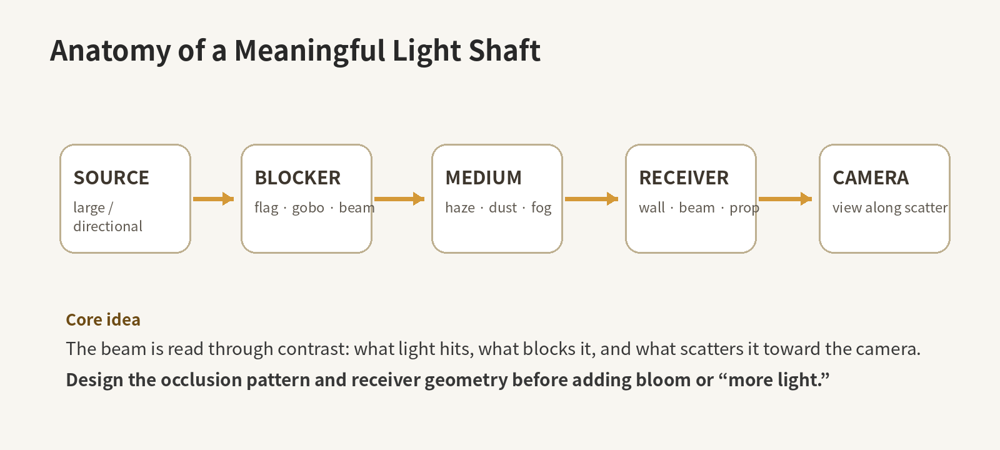 Anatomy of a Meaningful Light Shaft
SOURCE
large /
directional
BLOCKER
flag · gobo · beam
MEDIUM
haze · dust · fog
RECEIVER
wall · beam · prop
CAMERA
view along scatter
Core idea
The beam is read through contrast: what light hits, what blocks it, and what scatters it toward the camera.
Design the occlusion pattern and receiver geometry before adding bloom or “more light.”